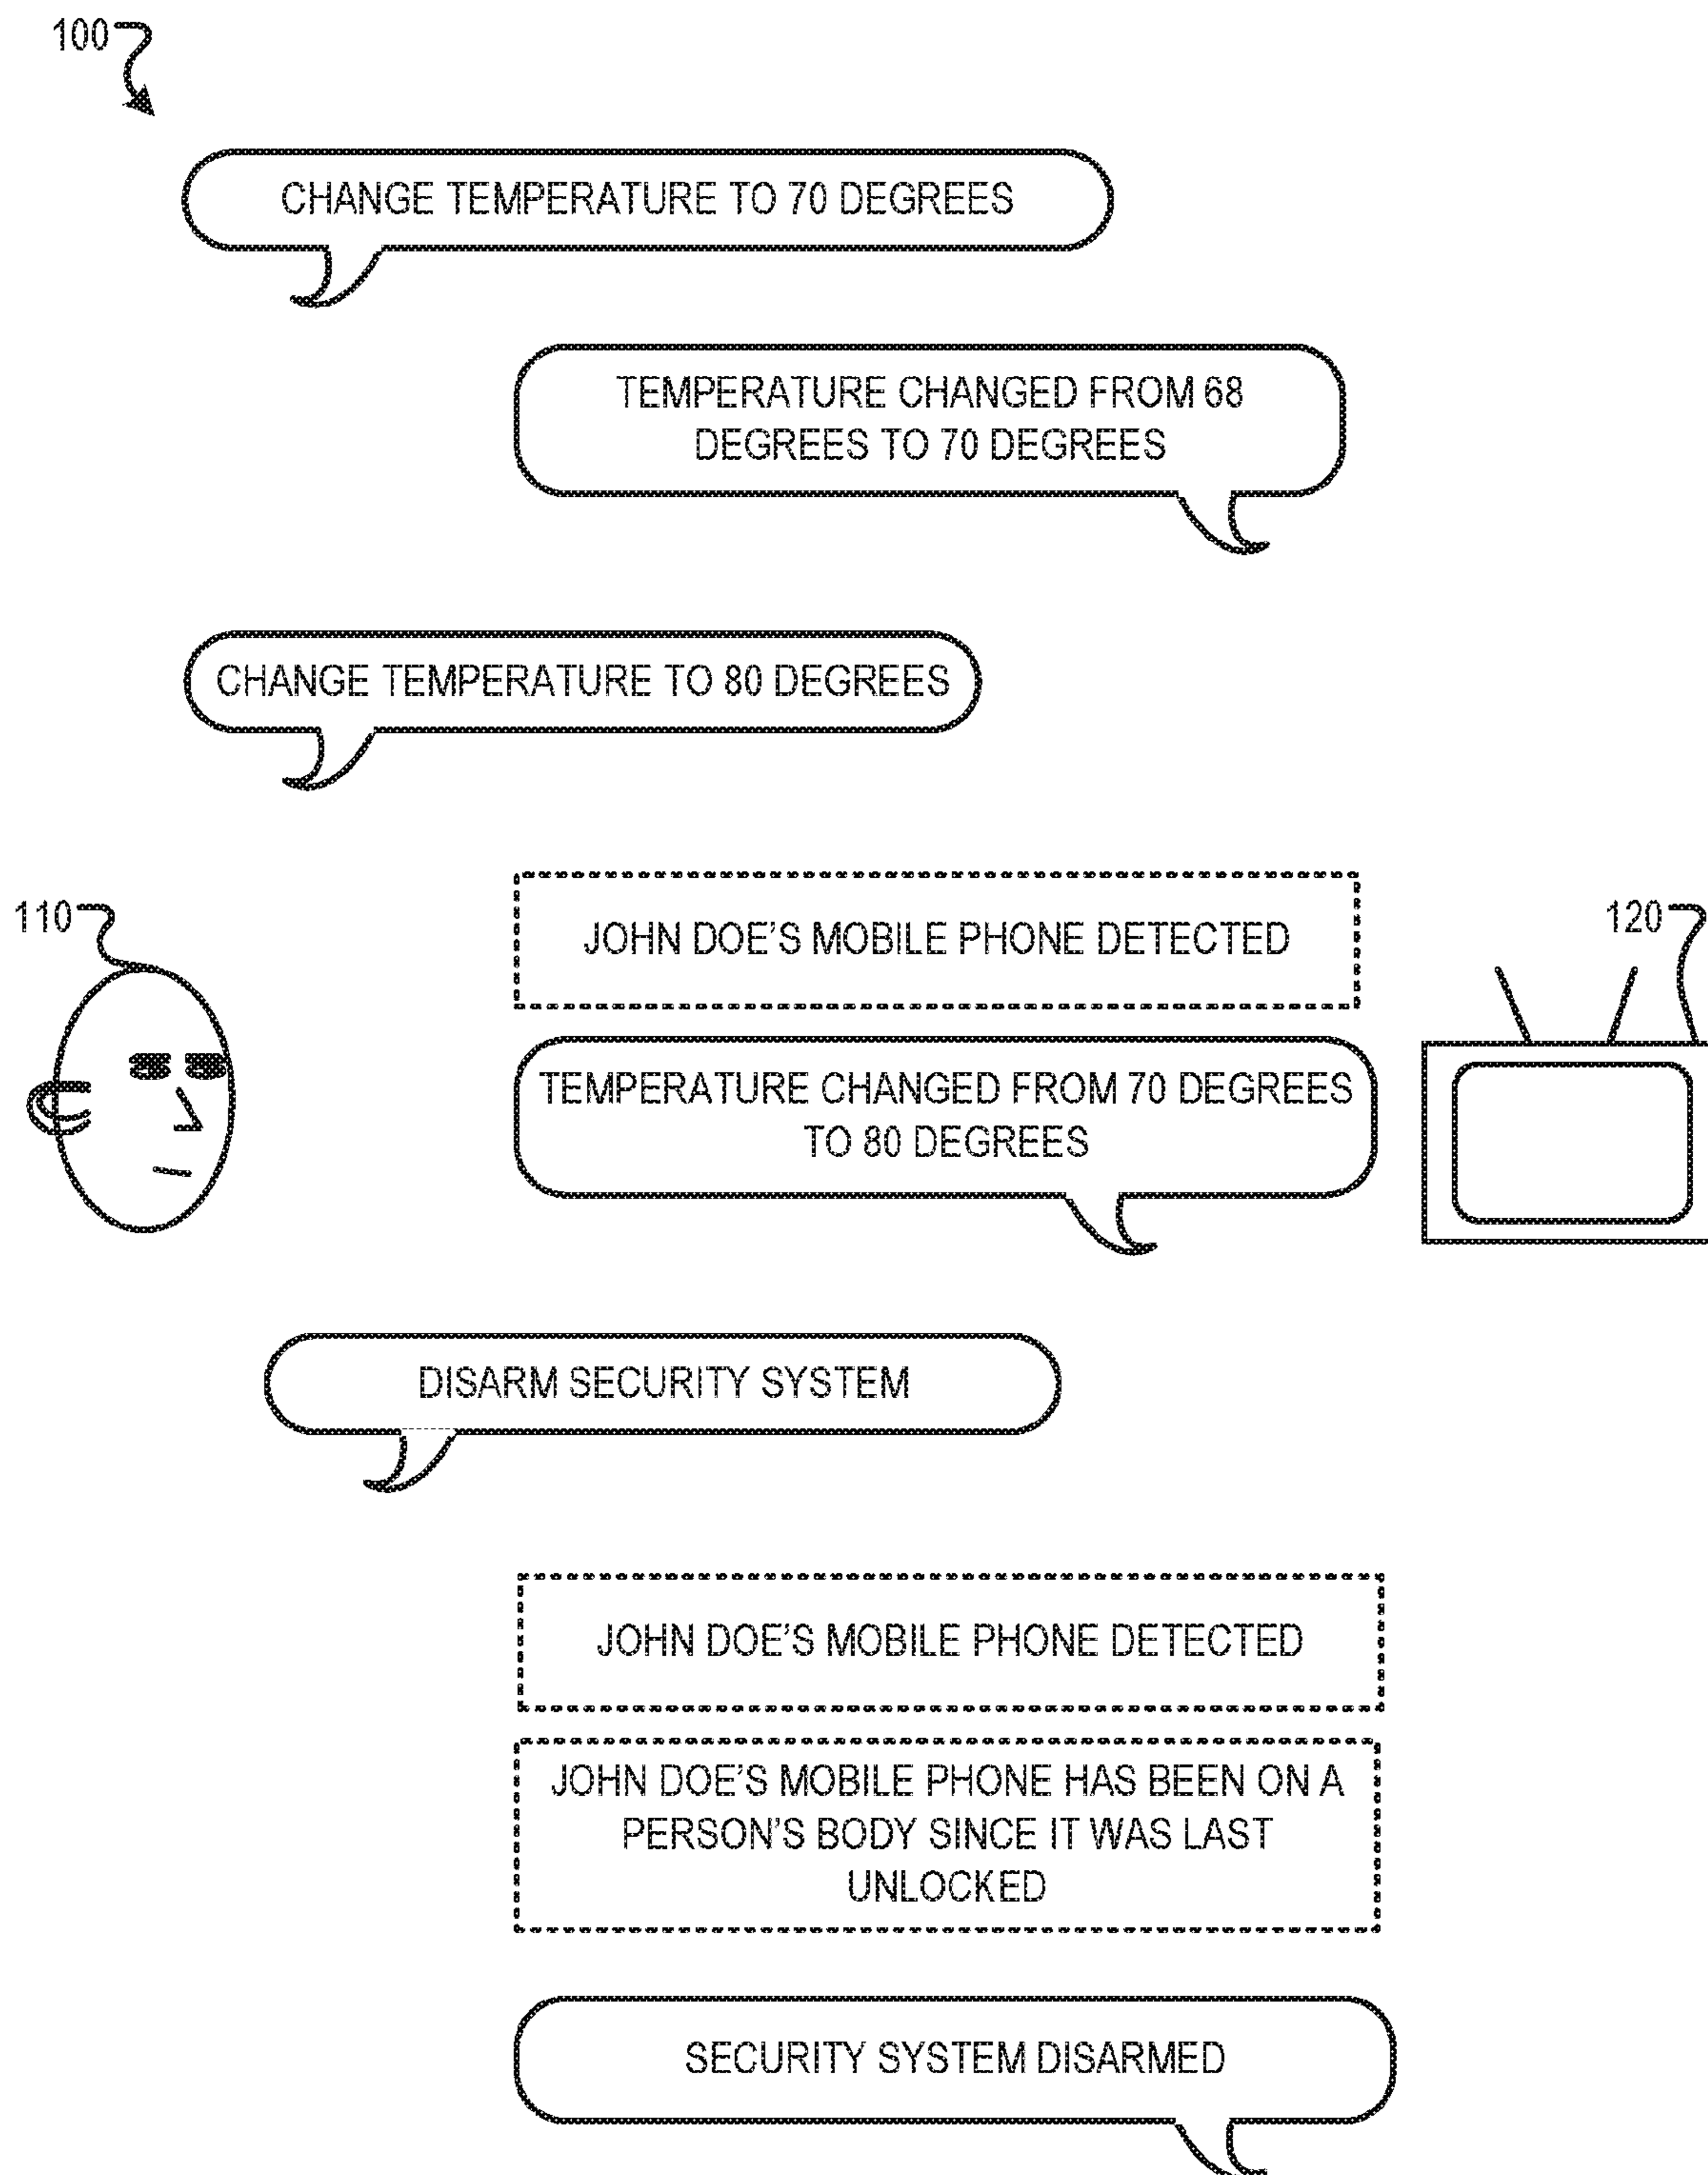 100
CHANGE TEMPERATURE TO 70 DEGREES
TEMPERATURE CHANGED FROM 68
DEGREES TO 70 DEGREES
CHANGE TEMPERATURE TO 80 DEGREES
110
JOHN DOE'S MOBILE PHONE DETECTED
120
TEMPERATURE CHANGED FROM 70 DEGREES
TO 80 DEGREES
DISARM SECURITY SYSTEM
JOHN DOE'S MOBILE PHONE DETECTED
JOHN DOE'S MOBILE PHONE HAS BEEN ON A
PERSON'S BODY SINCE IT WAS LAST
UNLOCKED
SECURITY SYSTEM DISARMED